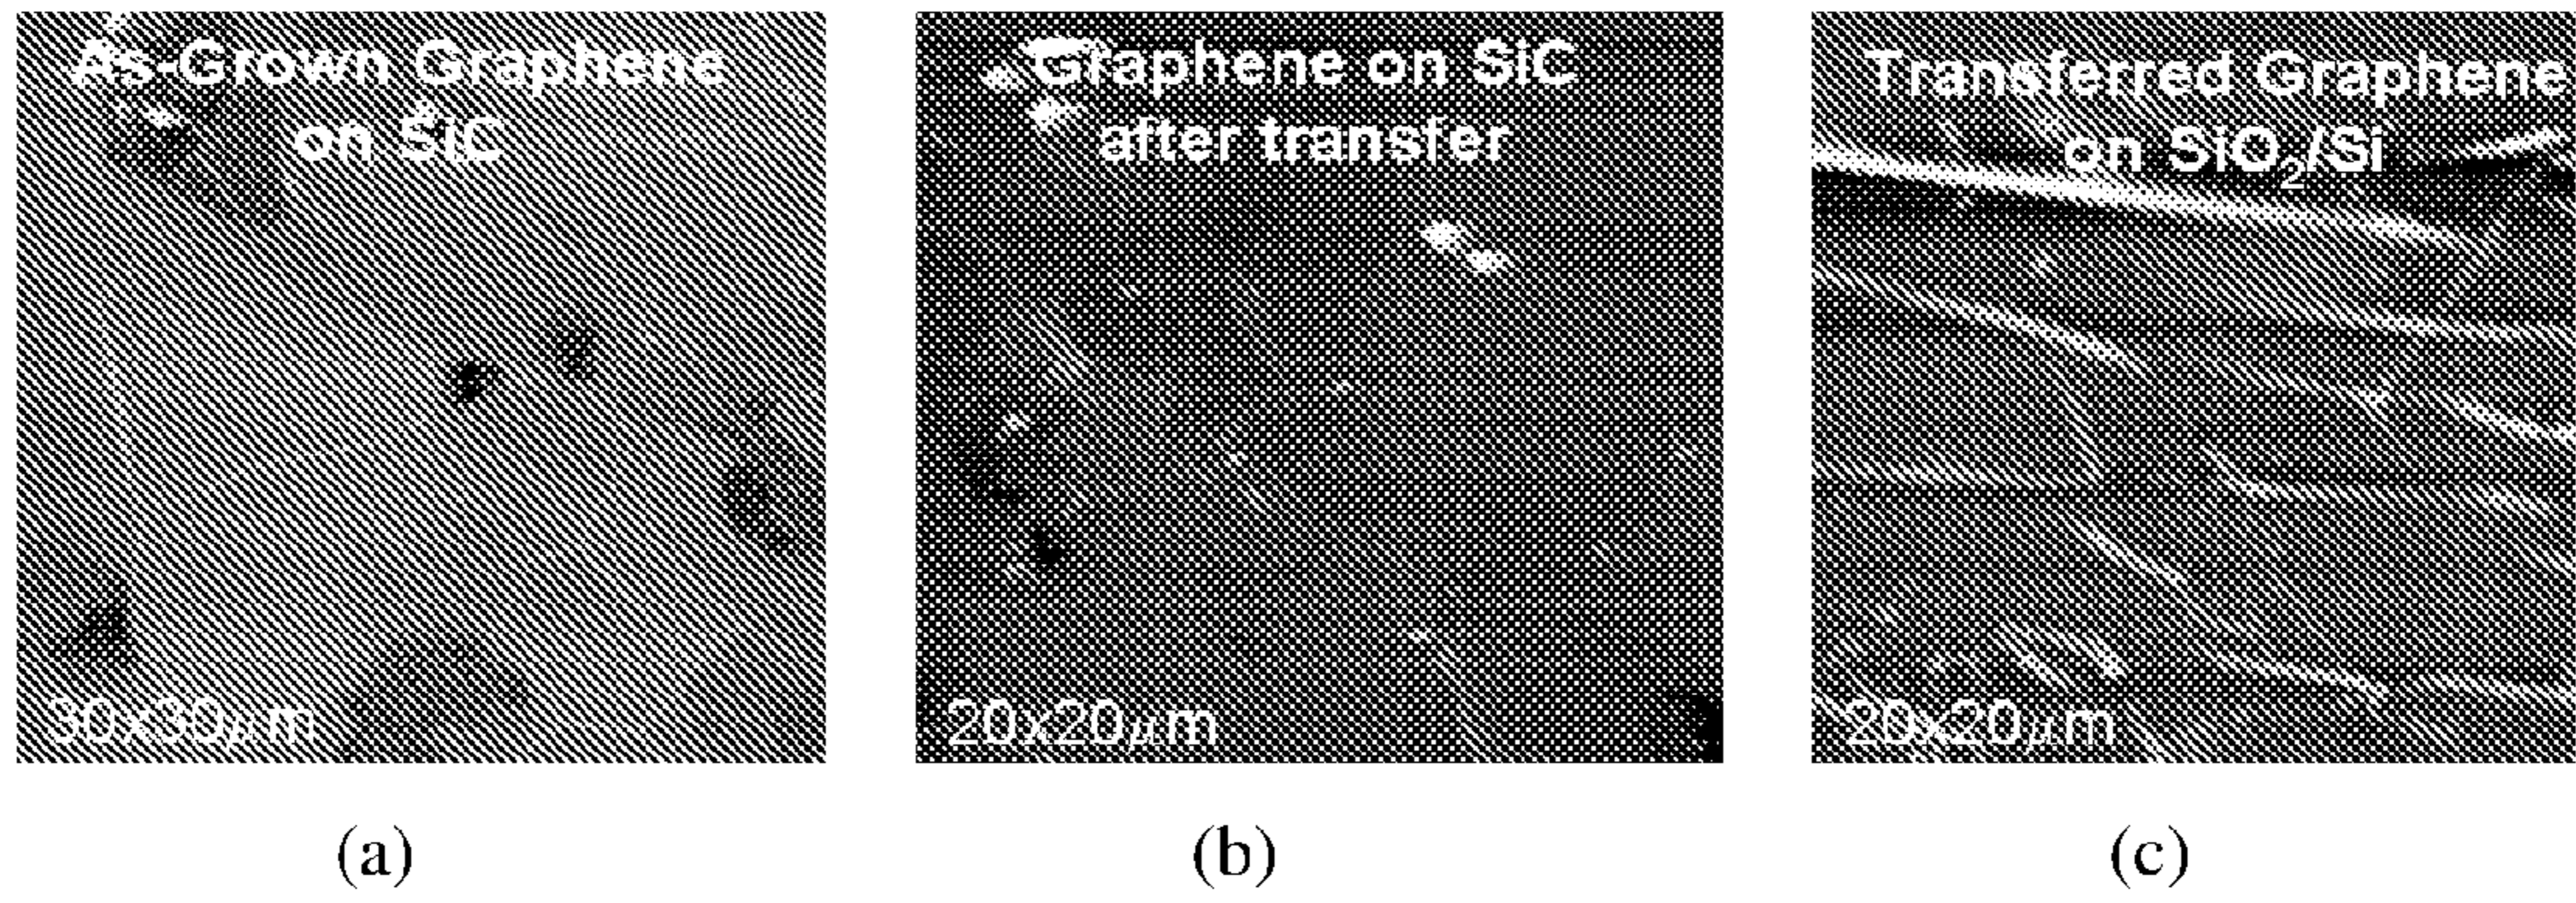 As-Grown Graphene
on SiC
30x30μm
Graphene on SiC
after transfer
20x20μm
Transferred Graphene
on SiO₂/Si
20x20μm
(a)
(b)
(c)